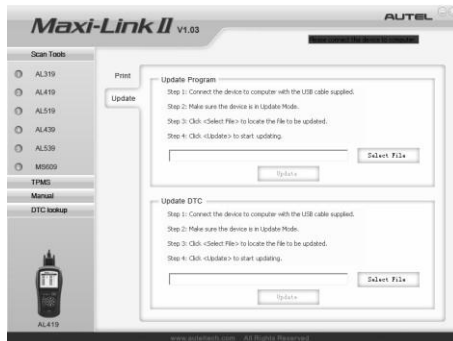 Maxi-Link II V1.03
AUTEL
Please connect the device to computer
Scan Tools
AL319
AL419
AL519
AL439
AL539
MS609
TPMS
Manual
DTC lookup
AL419
Print
Update
Update Program
Step 1: Connect the device to computer with the USB cable supplied.
Step 2: Make sure the device is in Update Mode.
Step 3: Click <Select File> to locate the file to be updated.
Step 4: Click <Update> to start updating.
Select File
Update
Update DTC
Step 1: Connect the device to computer with the USB cable supplied.
Step 2: Make sure the device is in Update Mode.
Step 3: Click <Select File> to locate the file to be updated.
Step 4: Click <Update> to start updating.
Select File
Update
www.auteltech.com All Rights Reserved